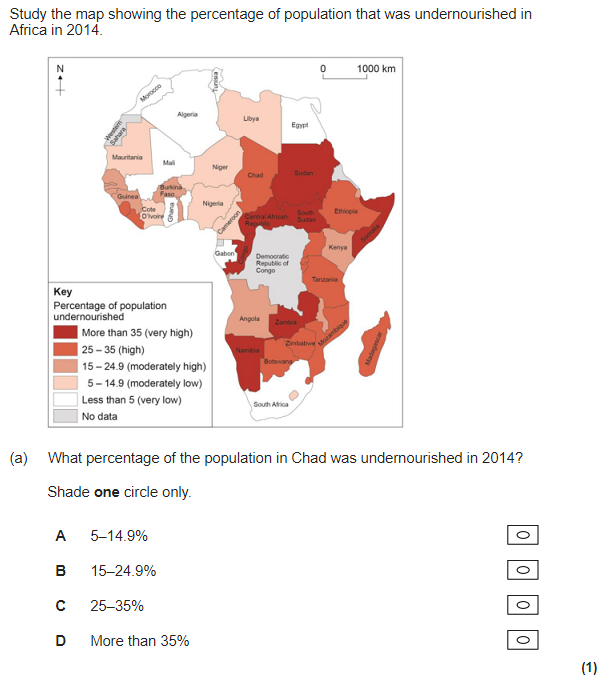 Study the map showing the percentage of population that was undernourished in
Africa in 2014.
N
0 1000 km
Morocco
Tunisia
Algeria
Libya
Egypt
Western
Sahara
Mauritania
Mali
Niger
Chad
Sudan
Guinea
Burkina
Faso
Cote
D'Ivoire
Ghana
Nigeria
Cameroon
Central African
Republic
South
Sudan
Ethiopia
Somalia
Gabon
Congo
Democratic
Republic of
Congo
Kenya
Tanzania
Angola
Zambia
Zimbabwe
Mozambique
Madagascar
Namibia
Botswana
South Africa
Key
Percentage of population
undernourished
More than 35 (very high)
25 – 35 (high)
15 – 24.9 (moderately high)
5 – 14.9 (moderately low)
Less than 5 (very low)
No data
(a) What percentage of the population in Chad was undernourished in 2014?
Shade one circle only.
A 5–14.9%
B 15–24.9%
C 25–35%
D More than 35%
(1)